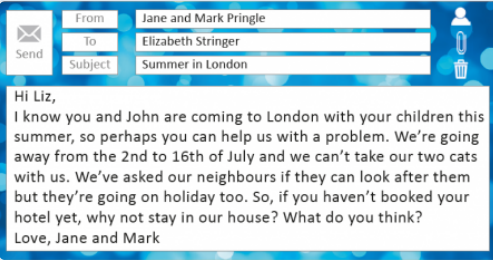 From Jane and Mark Pringle
Send
To Elizabeth Stringer
Subject Summer in London
Hi Liz,
I know you and John are coming to London with your children this
summer, so perhaps you can help us with a problem. We’re going
away from the 2nd to 16th of July and we can’t take our two cats
with us. We’ve asked our neighbours if they can look after them
but they’re going on holiday too. So, if you haven’t booked your
hotel yet, why not stay in our house? What do you think?
Love, Jane and Mark